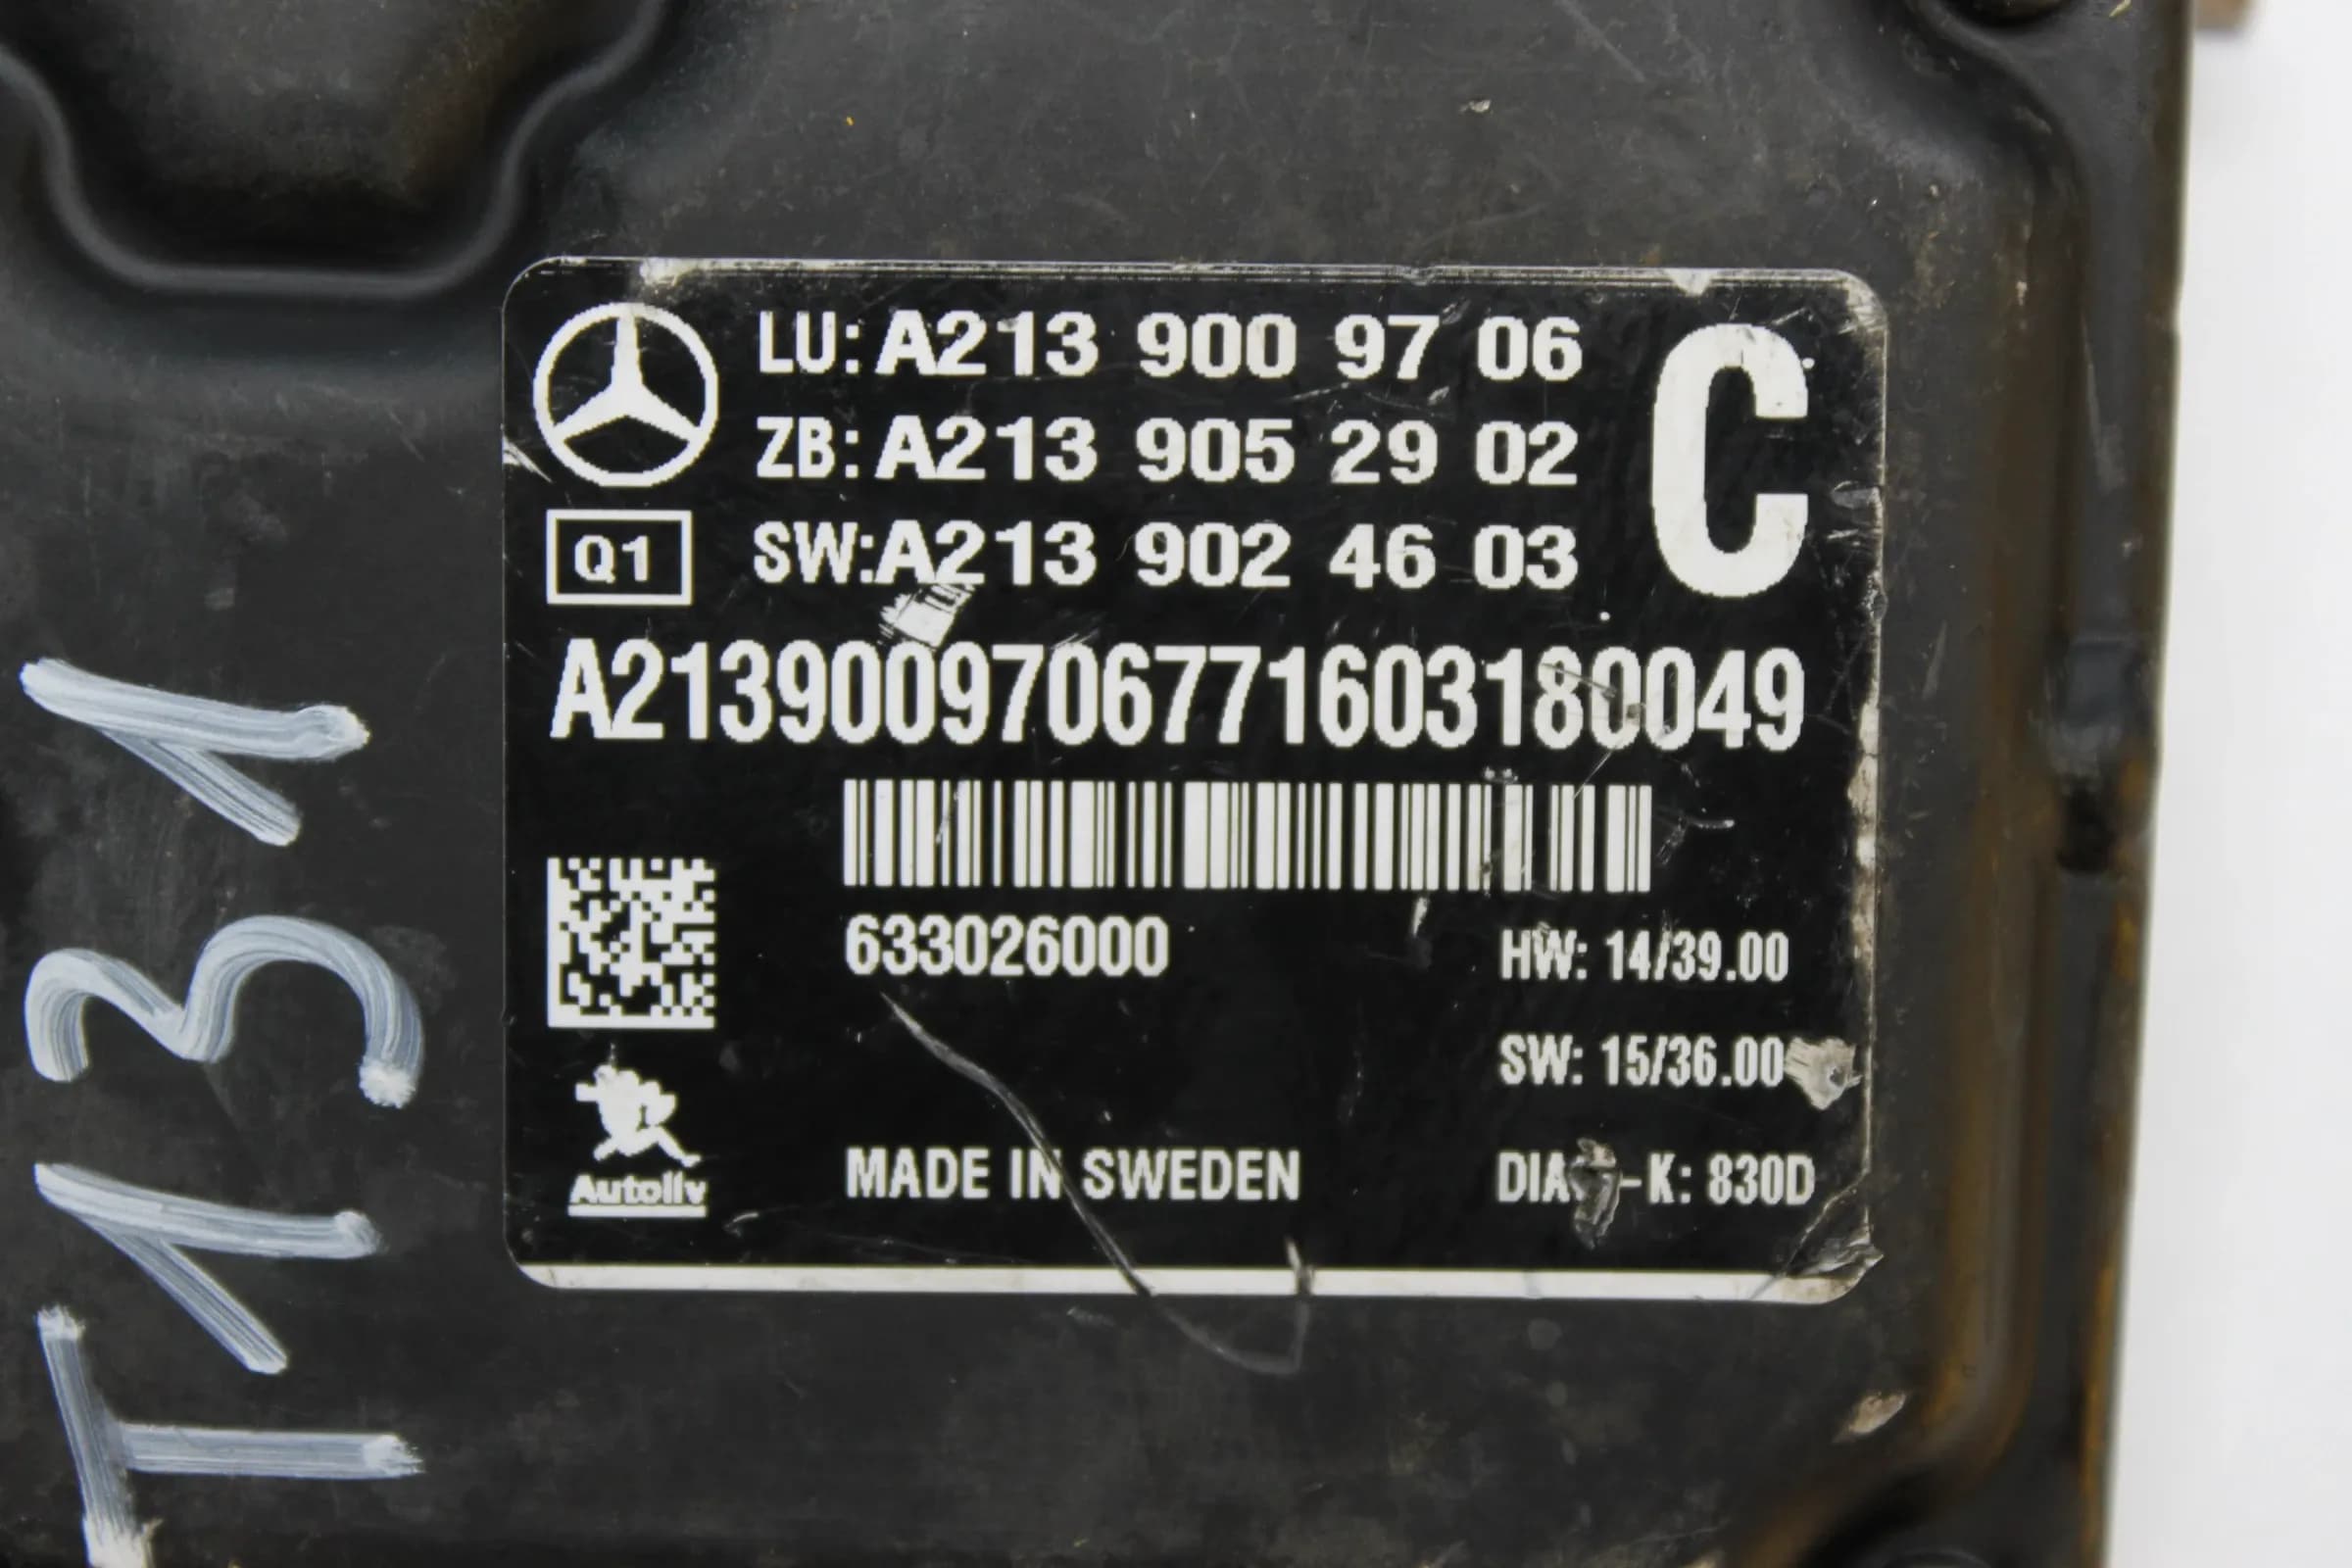 LU: A213 900 97 06
ZB: A213 905 29 02
SW: A213 902 46 03
C
Q1
A2139009706771603180049
633026000
HW: 14/39.00
SW: 15/36.00
Autoliv
MADE IN SWEDEN
-K: 830D
T131